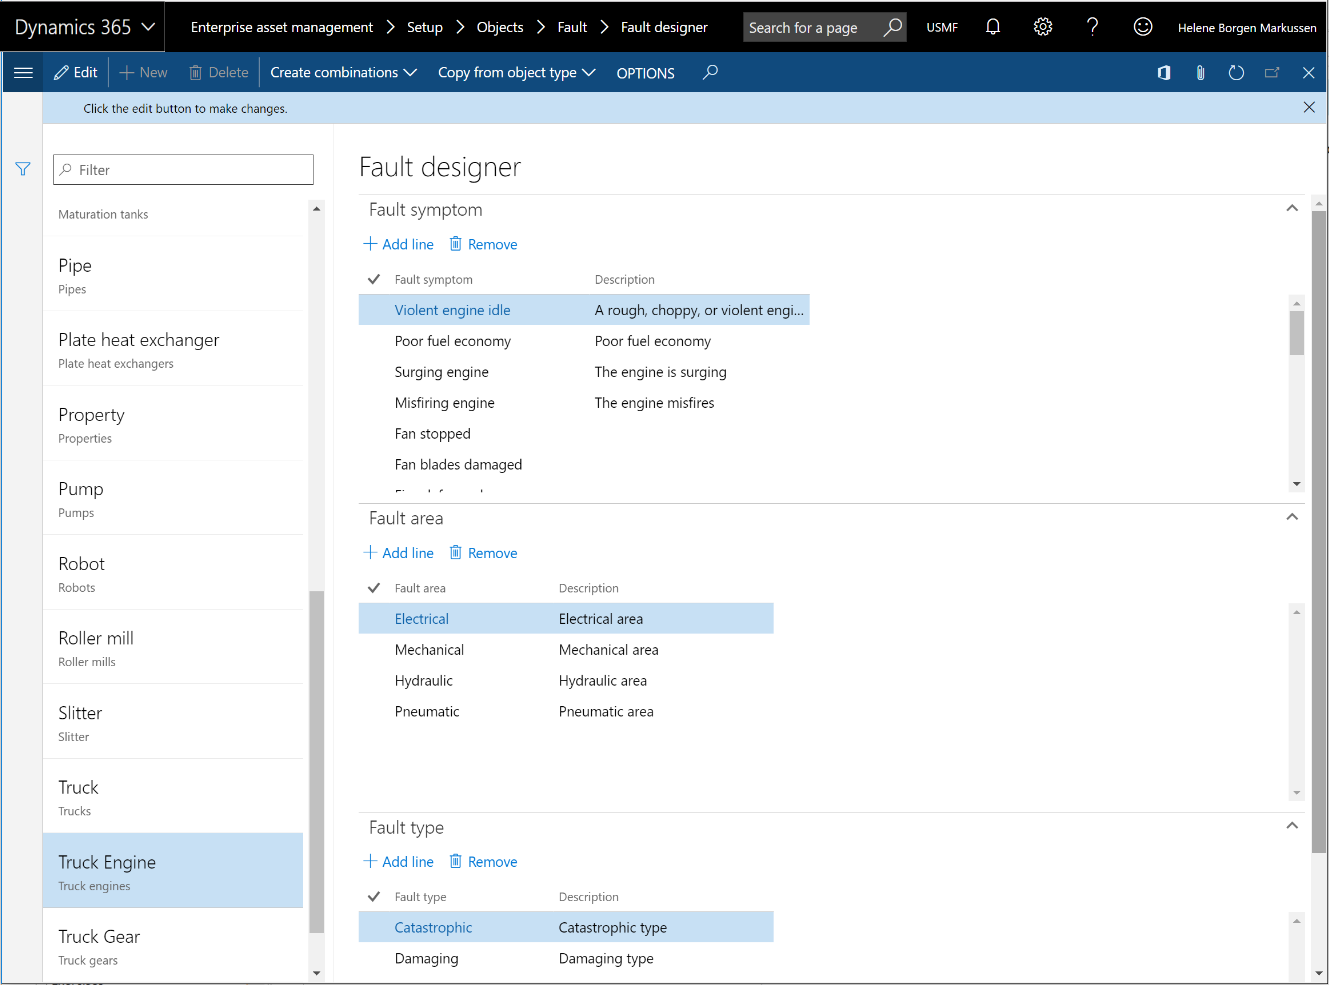 Dynamics 365
Enterprise asset management > Setup > Objects > Fault > Fault designer
Search for a page
USMF
Helene Borgen Markussen
Edit
New
Delete
Create combinations
Copy from object type
OPTIONS
Click the edit button to make changes.
Filter
Maturation tanks
Pipe
Pipes
Plate heat exchanger
Plate heat exchangers
Property
Properties
Pump
Pumps
Robot
Robots
Roller mill
Roller mills
Slitter
Slitter
Truck
Trucks
Truck Engine
Truck engines
Truck Gear
Truck gears
Fault designer
Fault symptom
Add line Remove
Fault symptom Description
Violent engine idle A rough, choppy, or violent engi...
Poor fuel economy Poor fuel economy
Surging engine The engine is surging
Misfiring engine The engine misfires
Fan stopped
Fan blades damaged
Fault area
Add line Remove
Fault area Description
Electrical Electrical area
Mechanical Mechanical area
Hydraulic Hydraulic area
Pneumatic Pneumatic area
Fault type
Add line Remove
Fault type Description
Catastrophic Catastrophic type
Damaging Damaging type